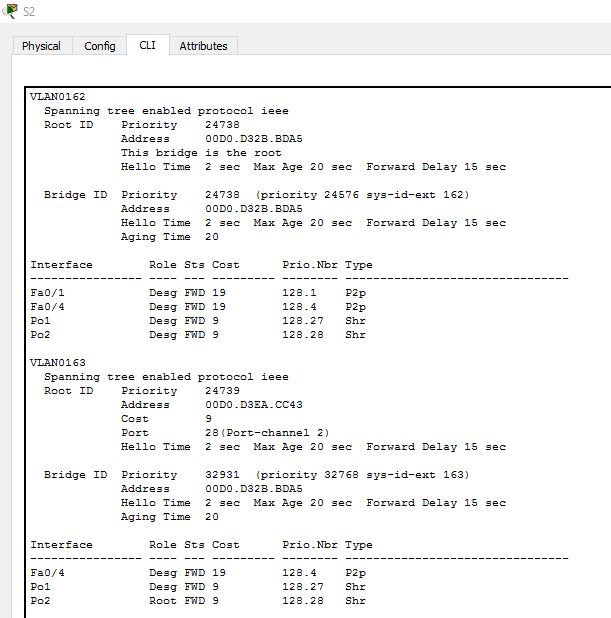 S2
Physical Config CLI Attributes
VLAN0162
Spanning tree enabled protocol ieee
Root ID Priority 24738
Address 00D0.D32B.BDA5
This bridge is the root
Hello Time 2 sec Max Age 20 sec Forward Delay 15 sec
Bridge ID Priority 24738 (priority 24576 sys-id-ext 162)
Address 00D0.D32B.BDA5
Hello Time 2 sec Max Age 20 sec Forward Delay 15 sec
Aging Time 20
Interface Role Sts Cost Prio.Nbr Type
---------------- ---- --- --------- -------- --------------------------------
Fa0/1 Desg FWD 19 128.1 P2p
Fa0/4 Desg FWD 19 128.4 P2p
Po1 Desg FWD 9 128.27 Shr
Po2 Desg FWD 9 128.28 Shr
VLAN0163
Spanning tree enabled protocol ieee
Root ID Priority 24739
Address 00D0.D3EA.CC43
Cost 9
Port 28(Port-channel 2)
Hello Time 2 sec Max Age 20 sec Forward Delay 15 sec
Bridge ID Priority 32931 (priority 32768 sys-id-ext 163)
Address 00D0.D32B.BDA5
Hello Time 2 sec Max Age 20 sec Forward Delay 15 sec
Aging Time 20
Interface Role Sts Cost Prio.Nbr Type
---------------- ---- --- --------- -------- --------------------------------
Fa0/4 Desg FWD 19 128.4 P2p
Po1 Desg FWD 9 128.27 Shr
Po2 Root FWD 9 128.28 Shr